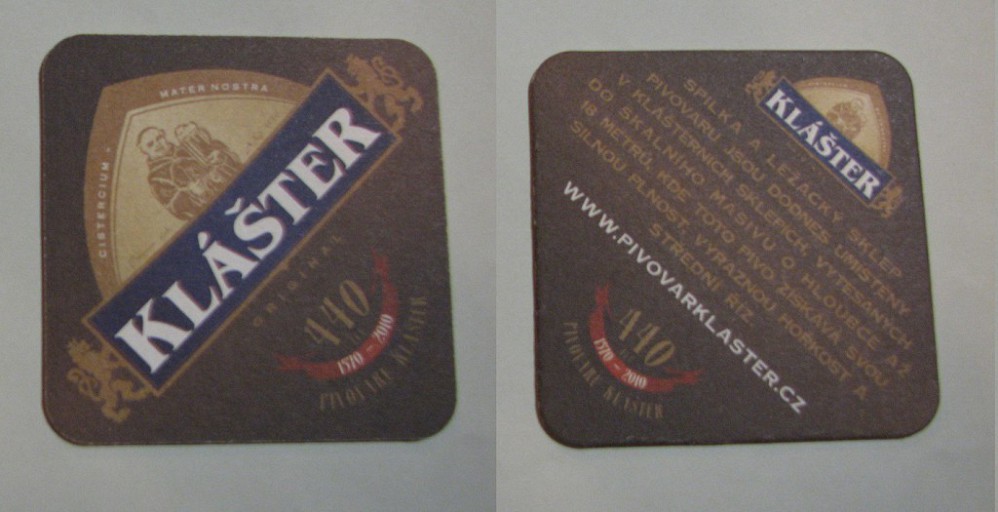 MATER NOSTRA
CISTERCIUM
KLÁŠTER
ORIGINAL
440
1570 - 2010
PIVOVARU KLÁŠTER
KLÁŠTER
SPILKA A LEŽÁCKÝ SKLEP
PIVOVARU JSOU DODNES UMÍSTĚNY
V KLÁŠTERNÍCH SKLEPÍCH, VYTESANÝCH
DO SKALNÍHO MASIVU O HLOUBCE AŽ
18 METRŮ, KDE TOTO PIVO ZÍSKÁVÁ SVOU
SILNOU PLNOST, VÝRAZNOU HOŘKOST A
STŘEDNÍ ŘÍZ.
WWW.PIVOVARKLASTER.CZ
440
1570 - 2010
PIVOVARU KLÁŠTER